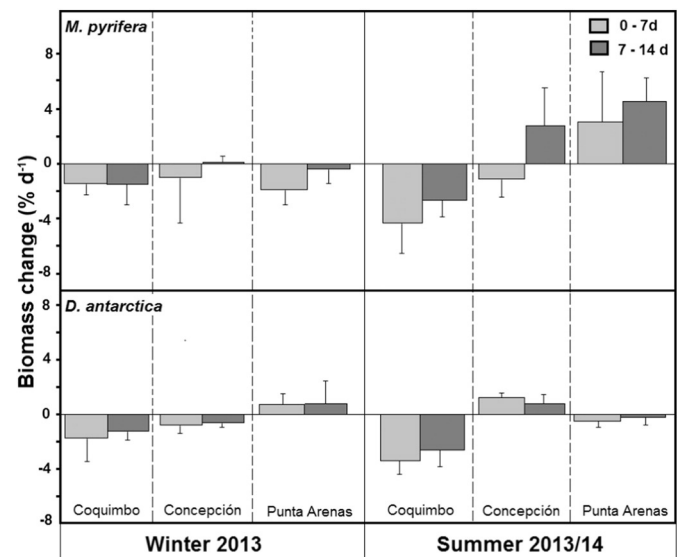 M. pyrifera
0 - 7d
7 - 14 d
8
4
0
-4
-8
Biomass change (% d-1)
D. antarctica
8
4
0
-4
-8
Coquimbo Concepción Punta Arenas Coquimbo Concepción Punta Arenas
Winter 2013 Summer 2013/14